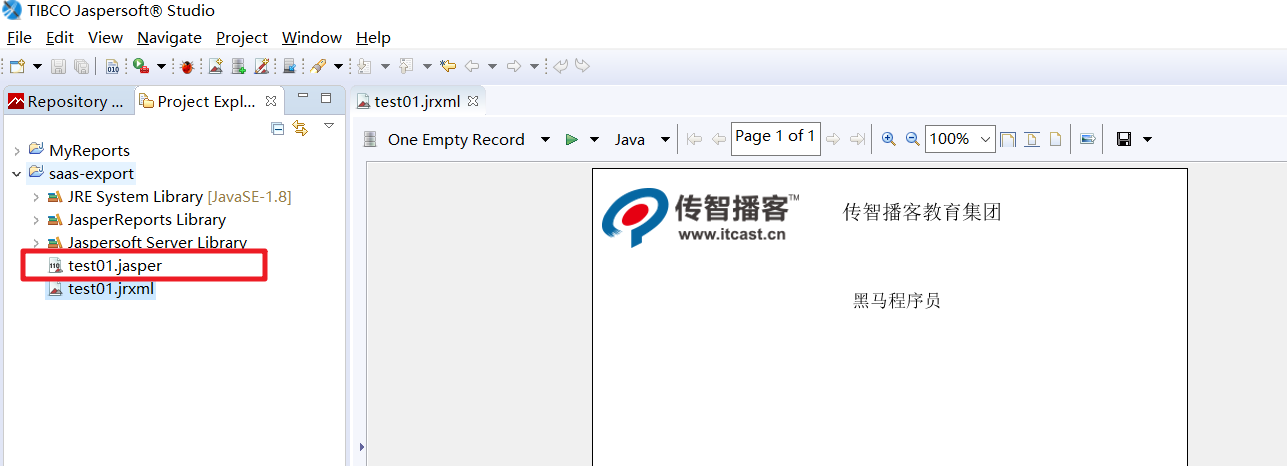 TIBCO Jaspersoft® Studio
File Edit View Navigate Project Window Help
Repository ... Project Expl... test01.jrxml
One Empty Record Java Page 1 of 1 100%
MyReports
saas-export
JRE System Library [JavaSE-1.8]
JasperReports Library
Jaspersoft Server Library
test01.jasper
test01.jrxml
传智播客™ 传智播客教育集团
www.itcast.cn
黑马程序员